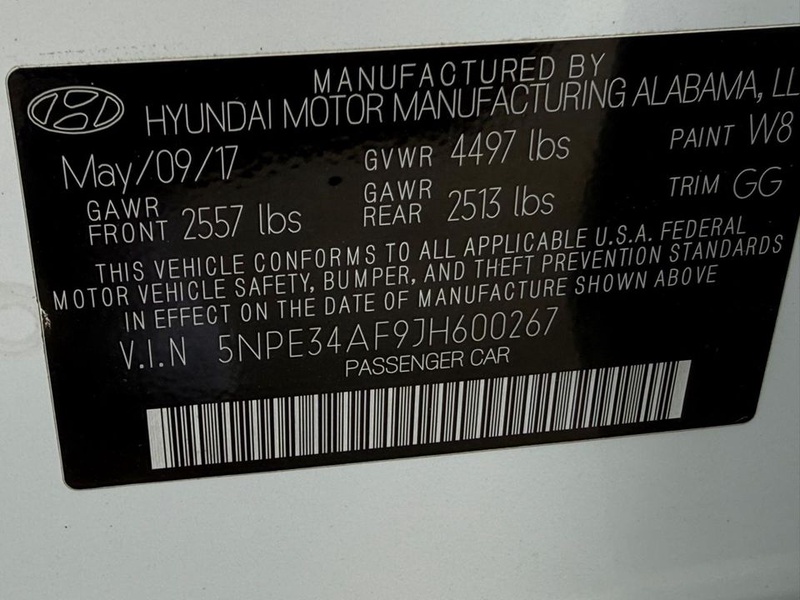 MANUFACTURED BY
HYUNDAI MOTOR MANUFACTURING ALABAMA, LL
May/09/17 GVWR 4497 lbs PAINT W8
GAWR FRONT 2557 lbs GAWR REAR 2513 lbs TRIM GG
THIS VEHICLE CONFORMS TO ALL APPLICABLE U.S.A. FEDERAL
MOTOR VEHICLE SAFETY, BUMPER, AND THEFT PREVENTION STANDARDS
IN EFFECT ON THE DATE OF MANUFACTURE SHOWN ABOVE
V.I.N 5NPE34AF9JH600267
PASSENGER CAR